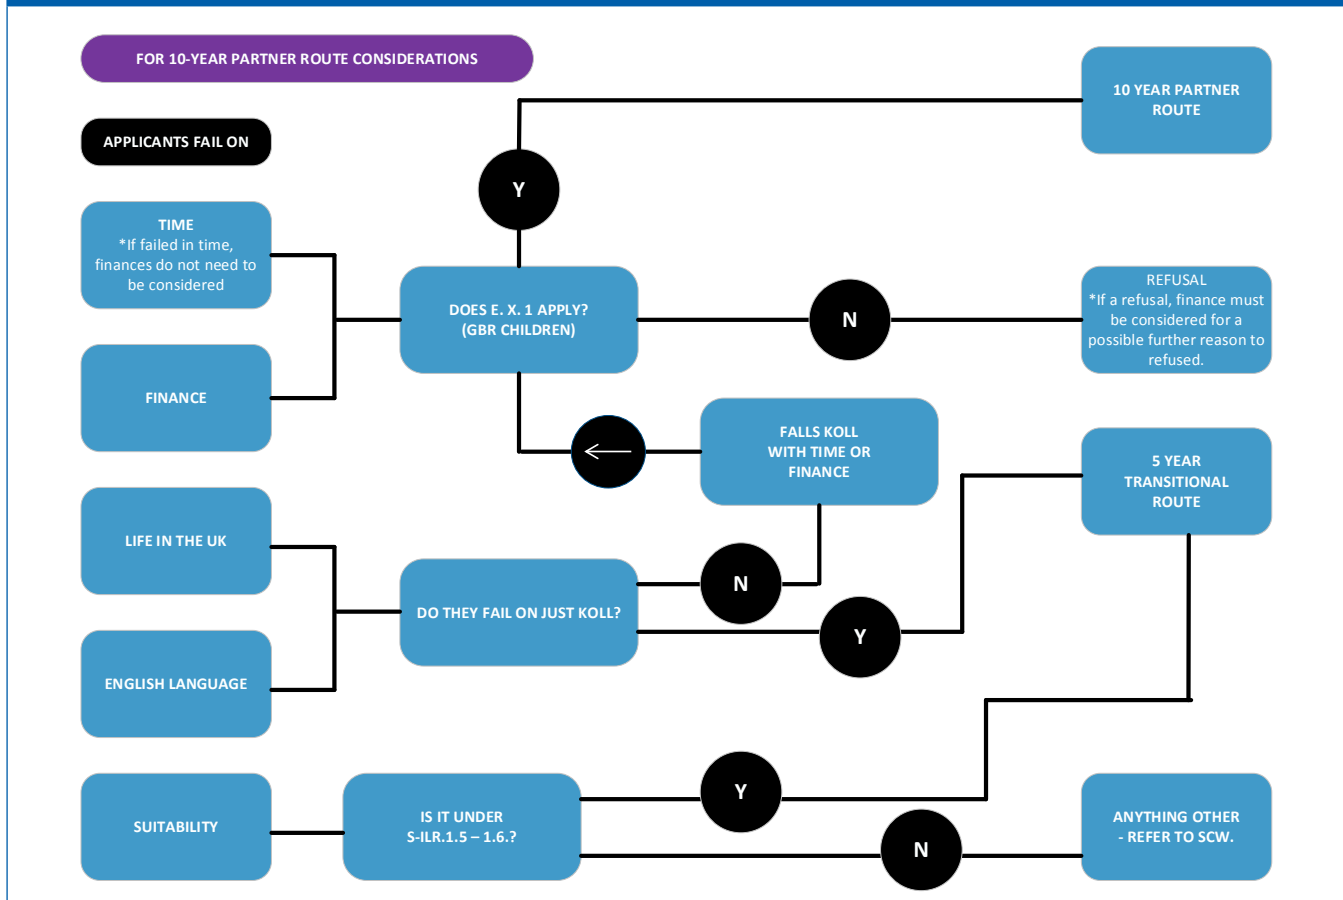 FOR 10-YEAR PARTNER ROUTE CONSIDERATIONS
10 YEAR PARTNER
ROUTE
APPLICANTS FAIL ON
Y
TIME
*If failed in time,
finances do not need to
be considered
DOES E. X. 1 APPLY?
(GBR CHILDREN)
N
REFUSAL
*If a refusal, finance must
be considered for a
possible further reason to
refused.
FINANCE
FALLS KOLL
WITH TIME OR
FINANCE
5 YEAR
TRANSITIONAL
ROUTE
LIFE IN THE UK
DO THEY FAIL ON JUST KOLL?
N
Y
ENGLISH LANGUAGE
SUITABILITY
IS IT UNDER
S-ILR.1.5 – 1.6.?
Y
N
ANYTHING OTHER
- REFER TO SCW.